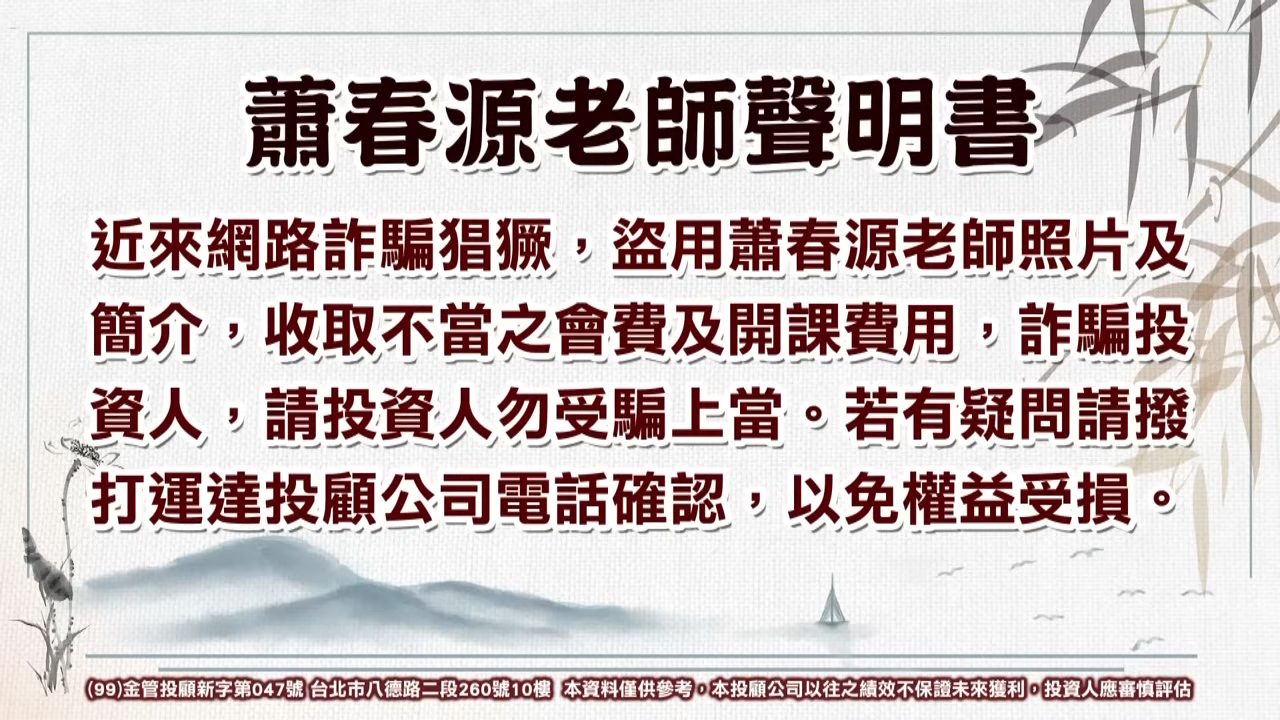 蕭春源老師聲明書
近來網路詐騙猖獗，盜用蕭春源老師照片及
簡介，收取不當之會費及開課費用，詐騙投
資人，請投資人勿受騙上當。若有疑問請撥
打運達投顧公司電話確認，以免權益受損。
(99)金管投顧新字第047號 台北市八德路二段260號10樓 本資料僅供參考，本投顧公司以往之績效不保證未來獲利，投資人應審慎評估